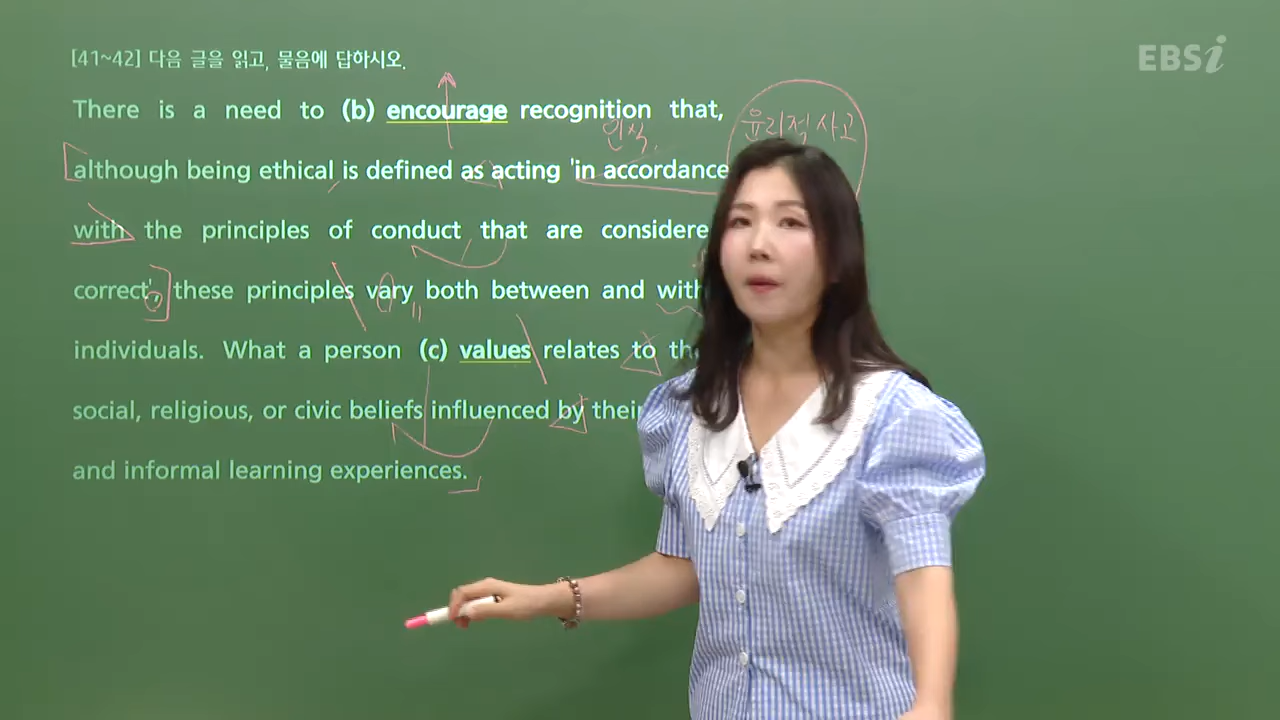 EBSi
[41~42] 다음 글을 읽고, 물음에 답하시오.
There is a need to (b) encourage recognition that,
윤리적 사고
인식.
although being ethical is defined as acting 'in accordance
with the principles of conduct that are considere
correct', these principles vary both between and with
individuals. What a person (c) values relates to
social, religious, or civic beliefs influenced by their
and informal learning experiences.